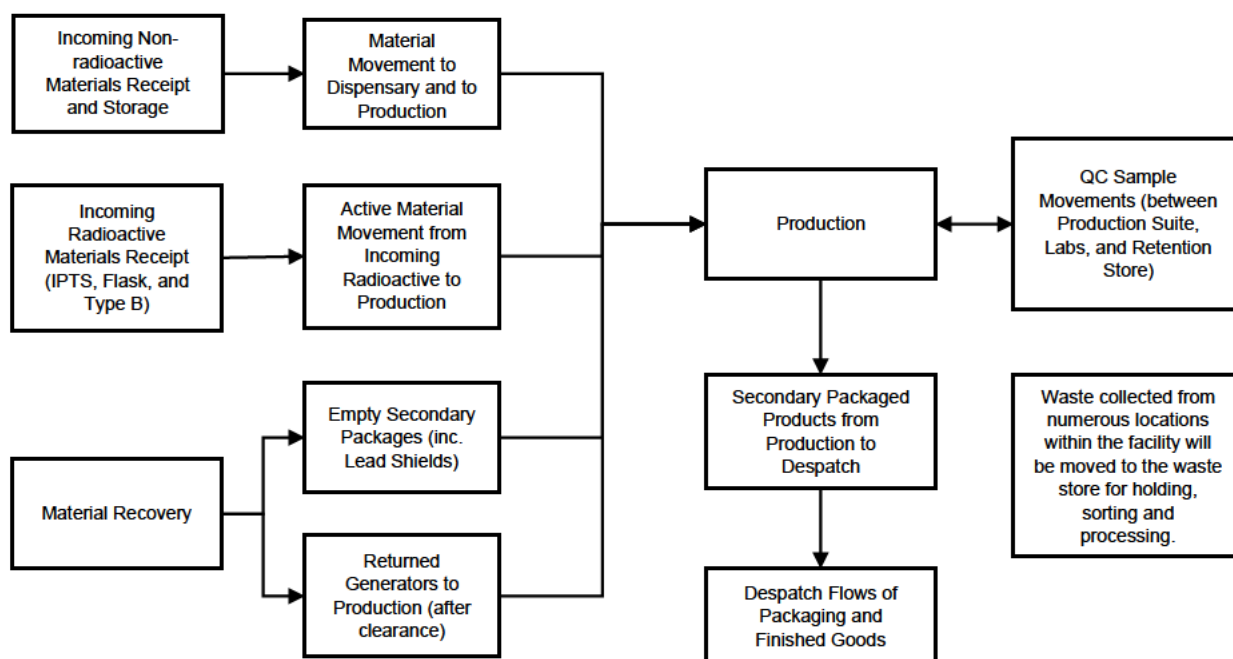 Incoming Non-
radioactive
Materials Receipt
and Storage
Material
Movement to
Dispensary and to
Production
Incoming
Radioactive
Materials Receipt
(IPTS, Flask, and
Type B)
Active Material
Movement from
Incoming
Radioactive to
Production
Production
QC Sample
Movements (between
Production Suite,
Labs, and Retention
Store)
Material Recovery
Empty Secondary
Packages (inc.
Lead Shields)
Returned
Generators to
Production (after
clearance)
Secondary Packaged
Products from
Production to
Despatch
Despatch Flows of
Packaging and
Finished Goods
Waste collected from
numerous locations
within the facility will
be moved to the waste
store for holding,
sorting and
processing.